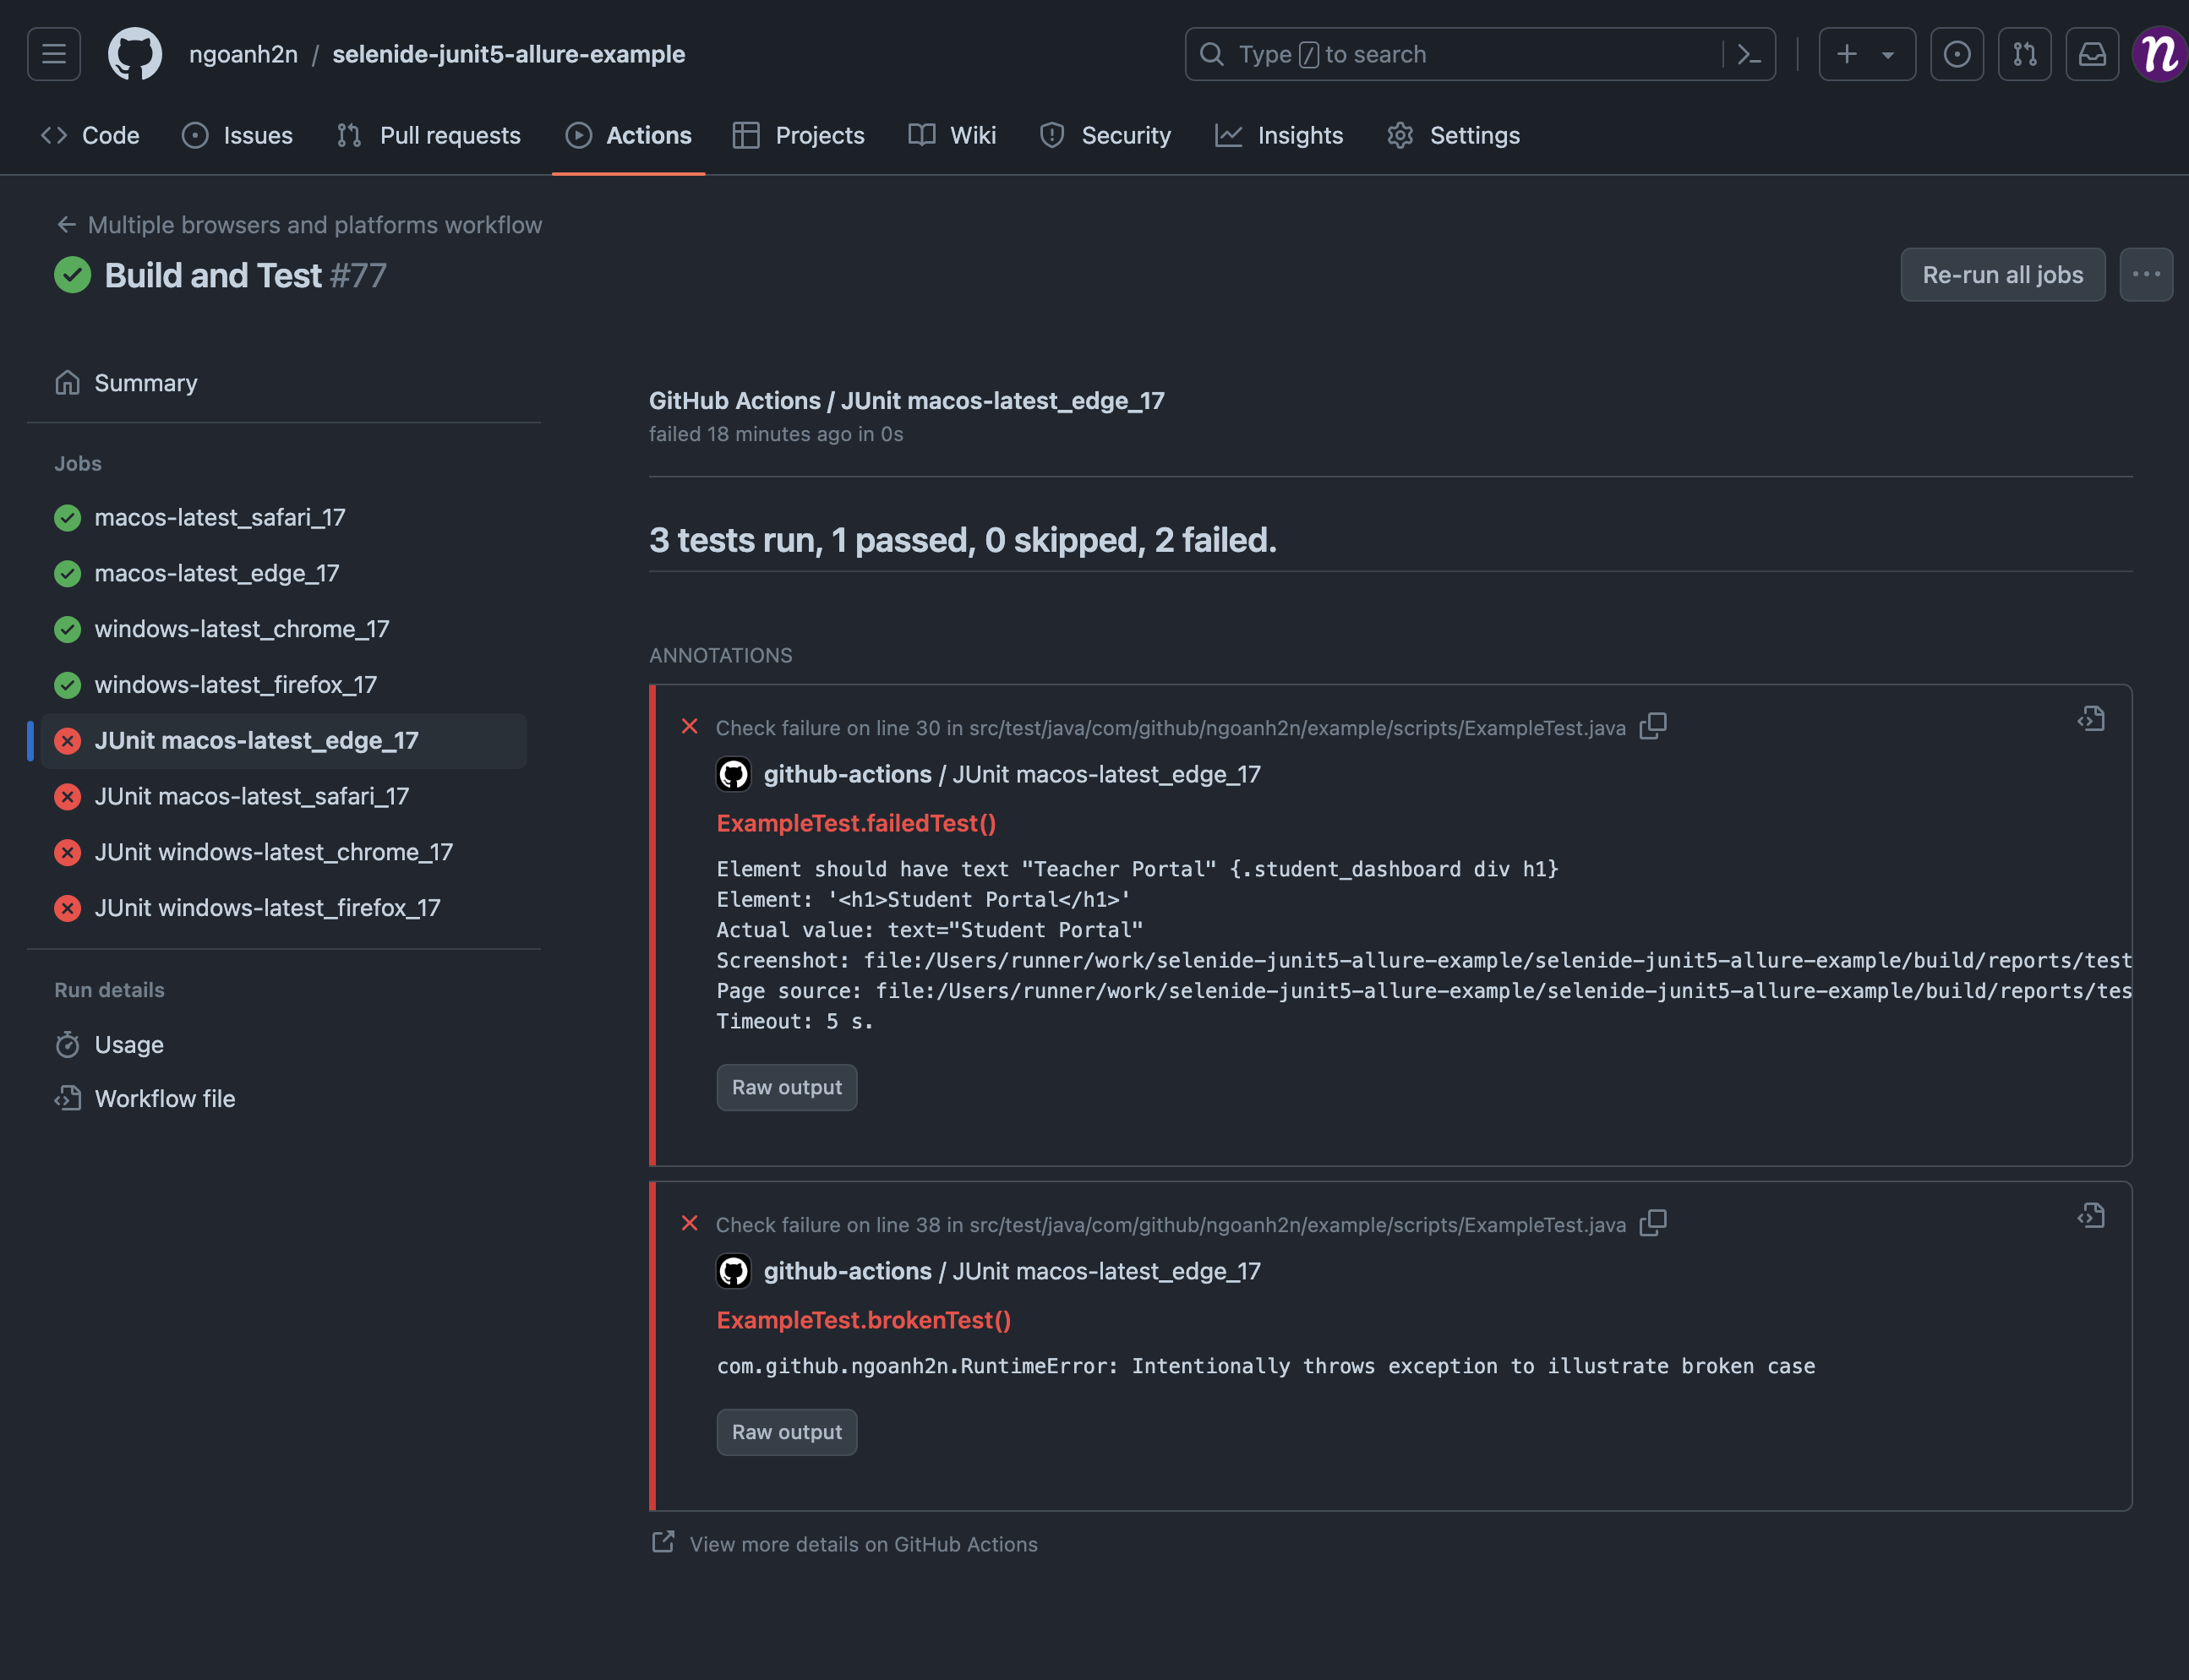 ngoanh2n / selenide-junit5-allure-example
Type / to search
Code
Issues
Pull requests
Actions
Projects
Wiki
Security
Insights
Settings
Multiple browsers and platforms workflow
Build and Test #77
Re-run all jobs
Summary
Jobs
macos-latest_safari_17
macos-latest_edge_17
windows-latest_chrome_17
windows-latest_firefox_17
JUnit macos-latest_edge_17
JUnit macos-latest_safari_17
JUnit windows-latest_chrome_17
JUnit windows-latest_firefox_17
Run details
Usage
Workflow file
GitHub Actions / JUnit macos-latest_edge_17
failed 18 minutes ago in 0s
3 tests run, 1 passed, 0 skipped, 2 failed.
ANNOTATIONS
Check failure on line 30 in src/test/java/com/github/ngoanh2n/example/scripts/ExampleTest.java
github-actions / JUnit macos-latest_edge_17
ExampleTest.failedTest()
Element should have text "Teacher Portal" {.student_dashboard div h1}
Element: '<h1>Student Portal</h1>'
Actual value: text="Student Portal"
Screenshot: file:/Users/runner/work/selenide-junit5-allure-example/selenide-junit5-allure-example/build/reports/test
Page source: file:/Users/runner/work/selenide-junit5-allure-example/selenide-junit5-allure-example/build/reports/tes
Timeout: 5 s.
Raw output
Check failure on line 38 in src/test/java/com/github/ngoanh2n/example/scripts/ExampleTest.java
github-actions / JUnit macos-latest_edge_17
ExampleTest.brokenTest()
com.github.ngoanh2n.RuntimeError: Intentionally throws exception to illustrate broken case
Raw output
View more details on GitHub Actions